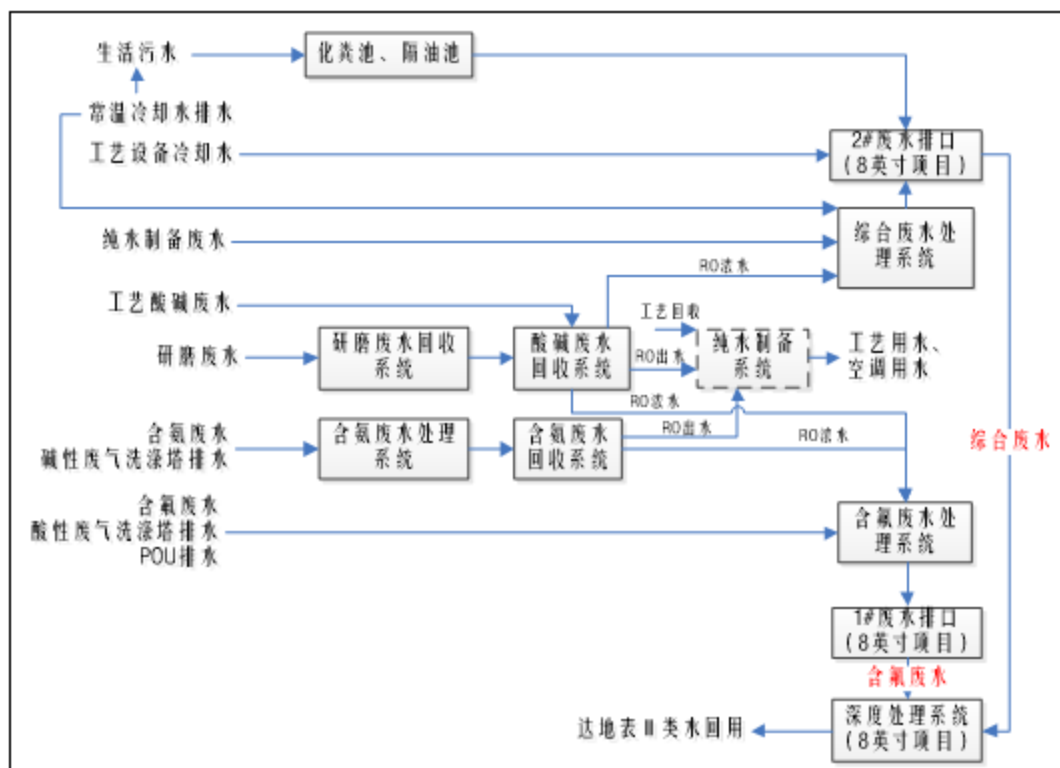 生活污水
化粪池、隔油池
常温冷却水排水
工艺设备冷却水
2#废水排口
(8英寸项目)
纯水制备废水
综合废水处
理系统
RO浓水
工艺酸碱废水
工艺回收
研磨废水
研磨废水回收
系统
酸碱废水
回收系统
RO出水
纯水制备
系统
工艺用水、
空调用水
RO浓水
含氨废水
碱性废气洗涤塔排水
含氨废水处理
系统
含氨废水
回收系统
RO出水
RO浓水
综合废水
含氟废水
酸性废气洗涤塔排水
POU排水
含氟废水处
理系统
1#废水排口
(8英寸项目)
含氟废水
达地表Ⅲ类水回用
深度处理系统
(8英寸项目)